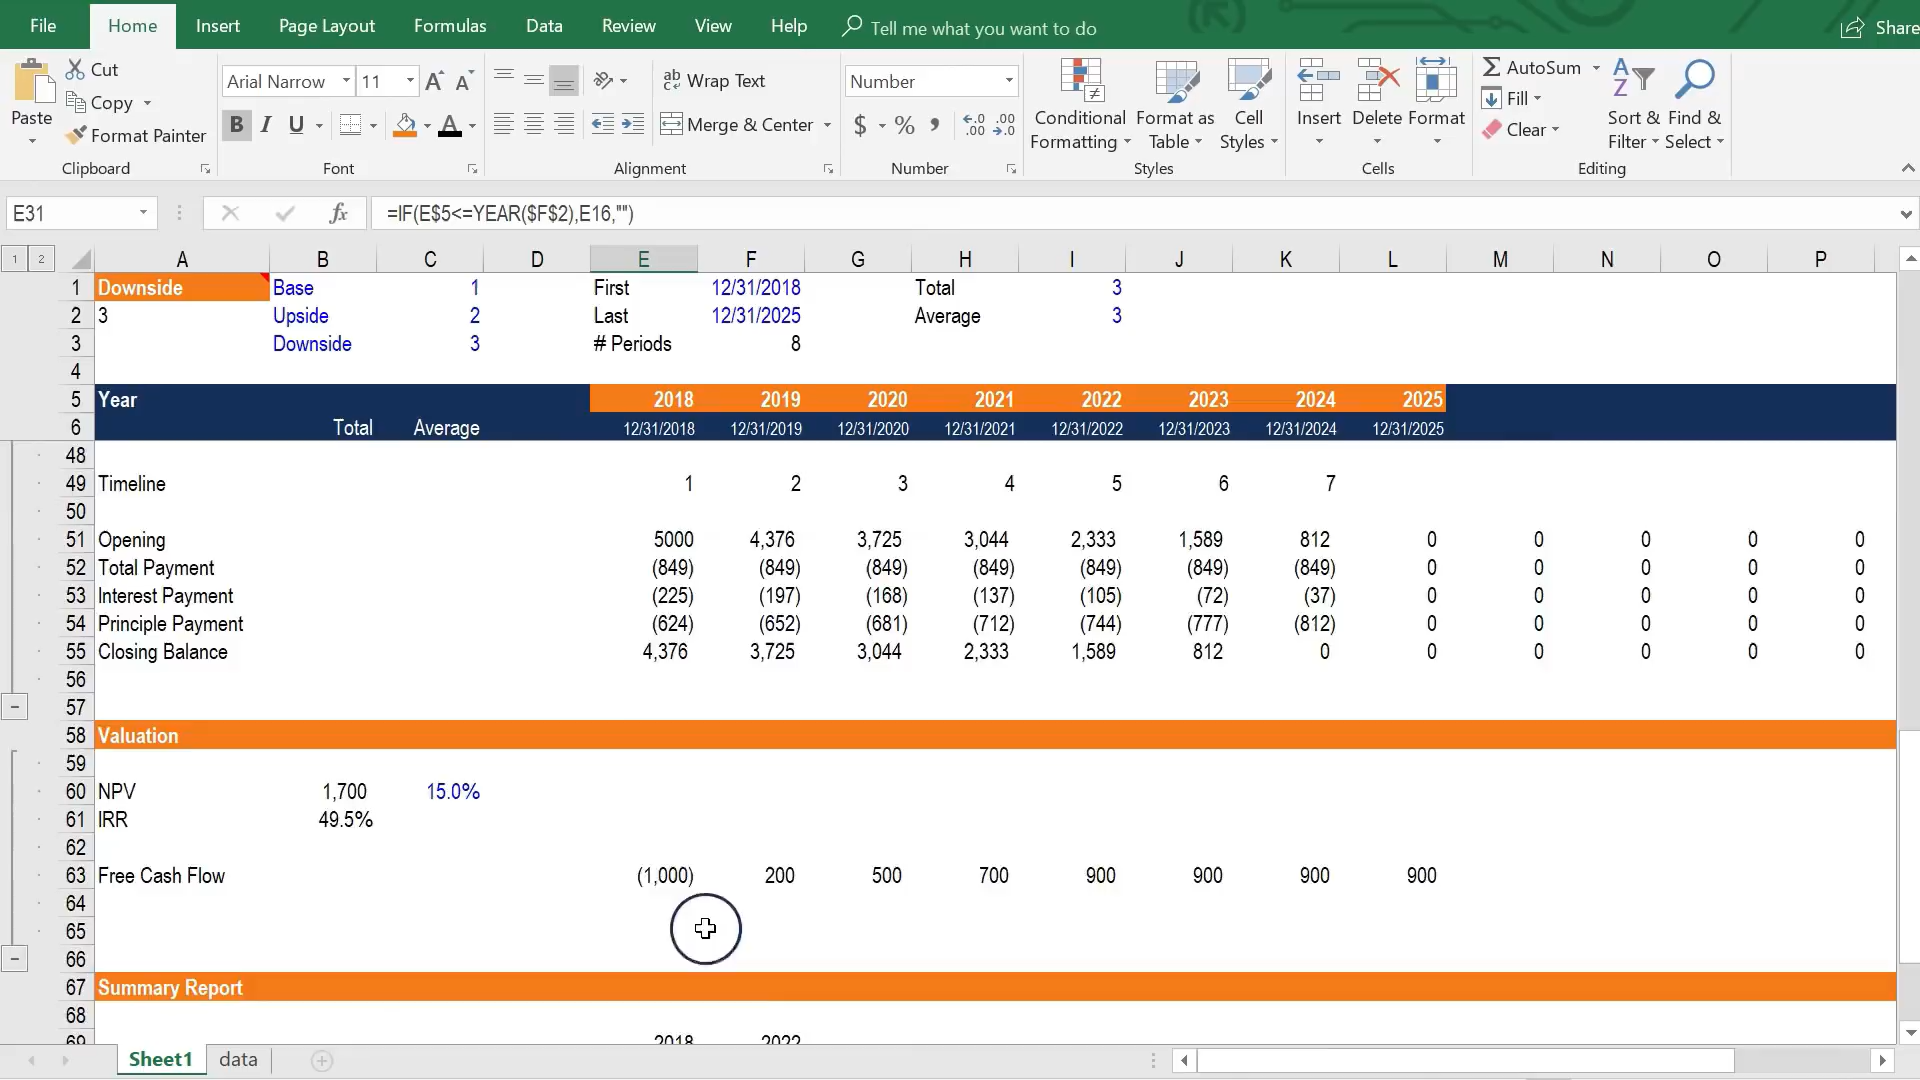 File Home Insert Page Layout Formulas Data Review View Help Tell me what you want to do Share
Cut
Copy
Format Painter
Paste
Clipboard
Arial Narrow 11
B I U
Font
Wrap Text
Merge & Center
Alignment
Number
$ % ,
Number
Conditional Formatting
Format as Table
Cell Styles
Styles
Insert Delete Format
Cells
AutoSum
Fill
Clear
Sort & Filter
Find & Select
Editing
E31 fx =IF(E$5<=YEAR($F$2),E16,"")
1 2 A B C D E F G H I J K L M N O P
1 Downside Base 1 First 12/31/2018 Total 3
2 3 Upside 2 Last 12/31/2025 Average 3
3 Downside 3 # Periods 8
4
5 Year 2018 2019 2020 2021 2022 2023 2024 2025
6 Total Average 12/31/2018 12/31/2019 12/31/2020 12/31/2021 12/31/2022 12/31/2023 12/31/2024 12/31/2025
48
49 Timeline 1 2 3 4 5 6 7
50
51 Opening 5000 4,376 3,725 3,044 2,333 1,589 812 0 0 0 0 0
52 Total Payment (849) (849) (849) (849) (849) (849) (849) 0 0 0 0 0
53 Interest Payment (225) (197) (168) (137) (105) (72) (37) 0 0 0 0 0
54 Principle Payment (624) (652) (681) (712) (744) (777) (812) 0 0 0 0 0
55 Closing Balance 4,376 3,725 3,044 2,333 1,589 812 0 0 0 0 0 0
56
57
58 Valuation
59
60 NPV 1,700 15.0%
61 IRR 49.5%
62
63 Free Cash Flow (1,000) 200 500 700 900 900 900 900
64
65
66
67 Summary Report
68
69 2018 2022
Sheet1 data